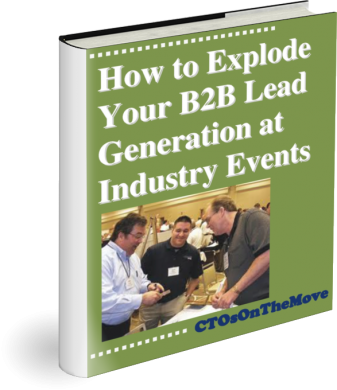 How to Explode
Your B2B Lead
Generation at
Industry Events
CTOsOnTheMove